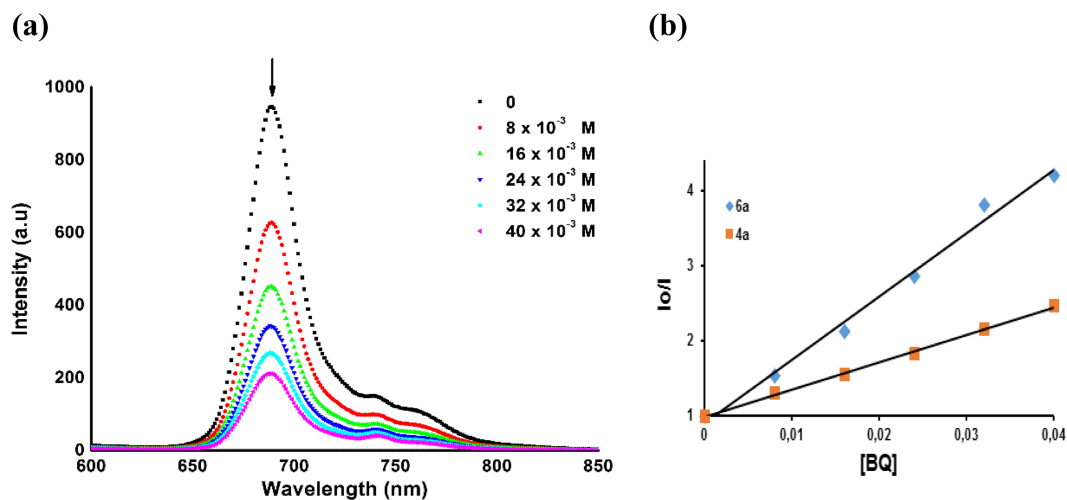 (a)
Intensity (a.u)
1000
800
600
400
200
0
600
650
700
750
800
850
Wavelength (nm)
0
8 x 10⁻³ M
16 x 10⁻³ M
24 x 10⁻³ M
32 x 10⁻³ M
40 x 10⁻³ M
(b)
Io/I
4
3
2
1
0
0,01
0,02
0,03
0,04
[BQ]
6a
4a